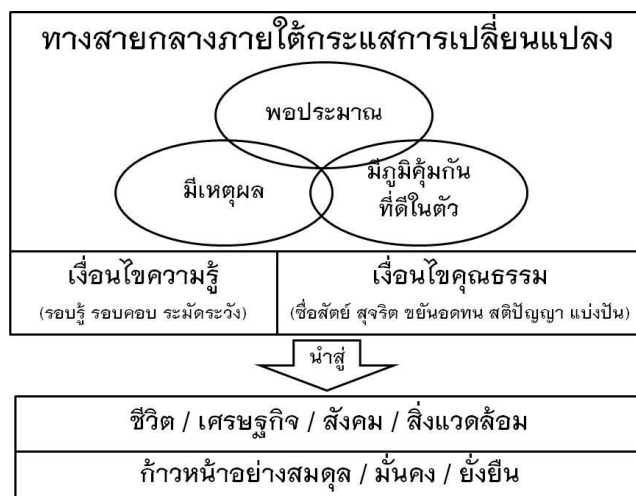 ทางสายกลางภายใต้กระแสการเปลี่ยนแปลง
พอประมาณ
มีเหตุผล
มีภูมิคุ้มกัน
ที่ดีในตัว
เงื่อนไขความรู้
(รอบรู้ รอบคอบ ระมัดระวัง)
เงื่อนไขคุณธรรม
(ซื่อสัตย์ สุจริต ขยันอดทน สติปัญญา แบ่งปัน)
นำสู่
ชีวิต / เศรษฐกิจ / สังคม / สิ่งแวดล้อม
ก้าวหน้าอย่างสมดุล / มั่นคง / ยั่งยืน